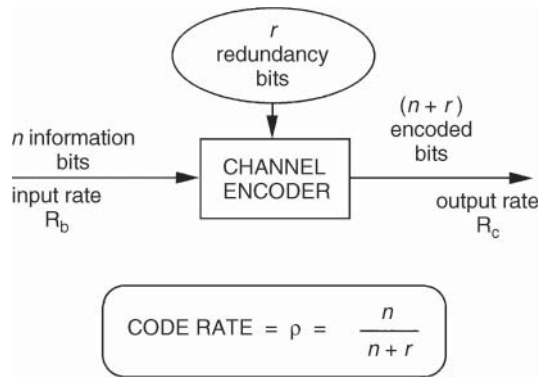 r
redundancy
bits
n information
bits
input rate
R_b
CHANNEL
ENCODER
(n + r)
encoded
bits
output rate
R_c
CODE RATE = ρ = n / n + r